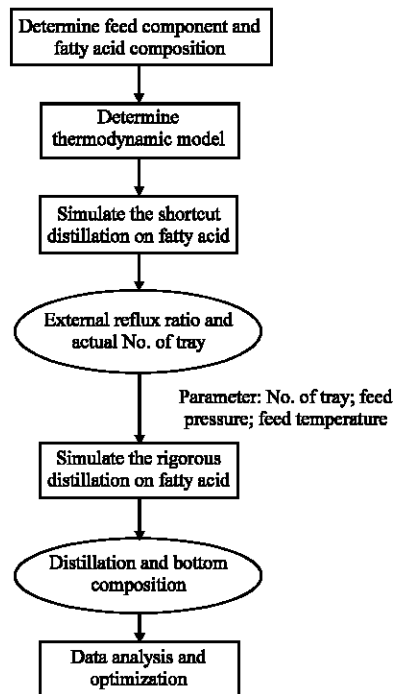 Determine feed component and
fatty acid composition
Determine
thermodynamic model
Simulate the shortcut
distillation on fatty acid
External reflux ratio and
actual No. of tray
Parameter: No. of tray; feed
pressure; feed temperature
Simulate the rigorous
distillation on fatty acid
Distillation and bottom
composition
Data analysis and
optimization